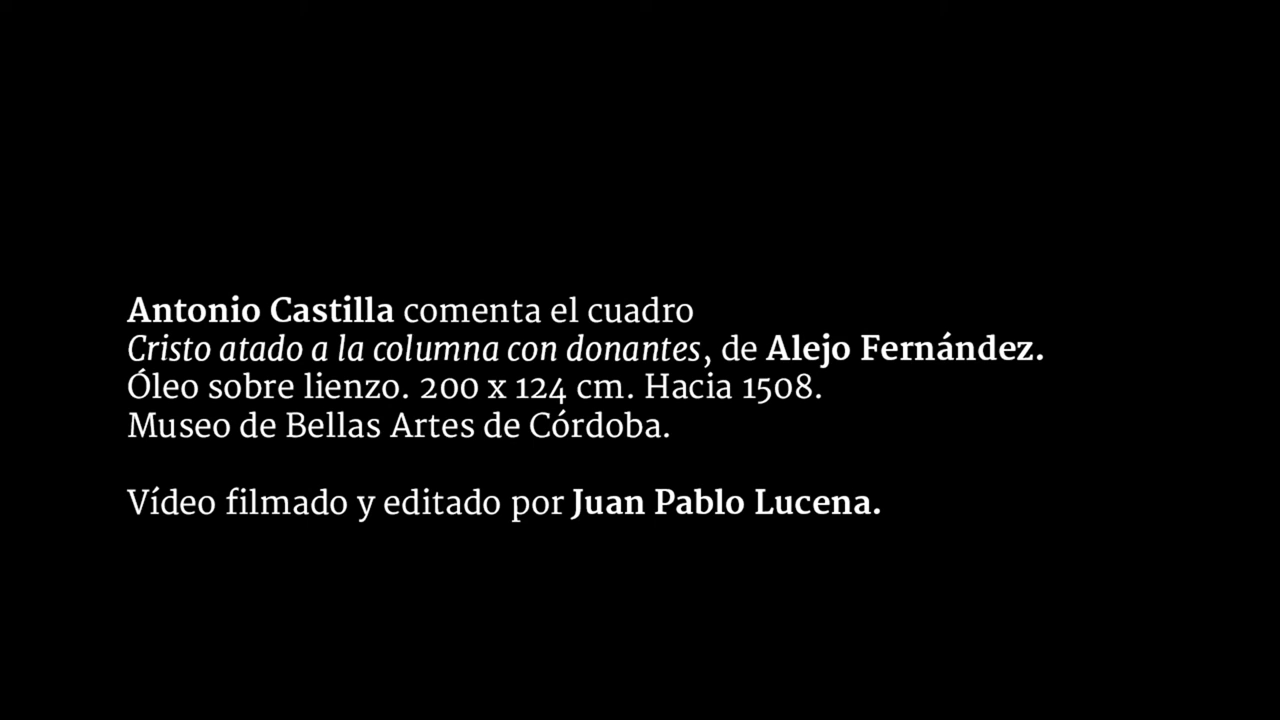 Antonio Castilla comenta el cuadro
Cristo atado a la columna con donantes, de Alejo Fernández.
Óleo sobre lienzo. 200 x 124 cm. Hacia 1508.
Museo de Bellas Artes de Córdoba.
Vídeo filmado y editado por Juan Pablo Lucena.